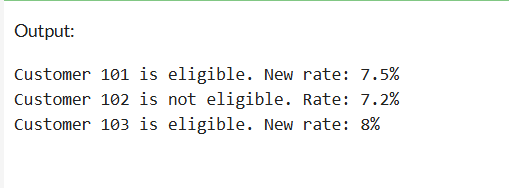 Output:
Customer 101 is eligible. New rate: 7.5%
Customer 102 is not eligible. Rate: 7.2%
Customer 103 is eligible. New rate: 8%